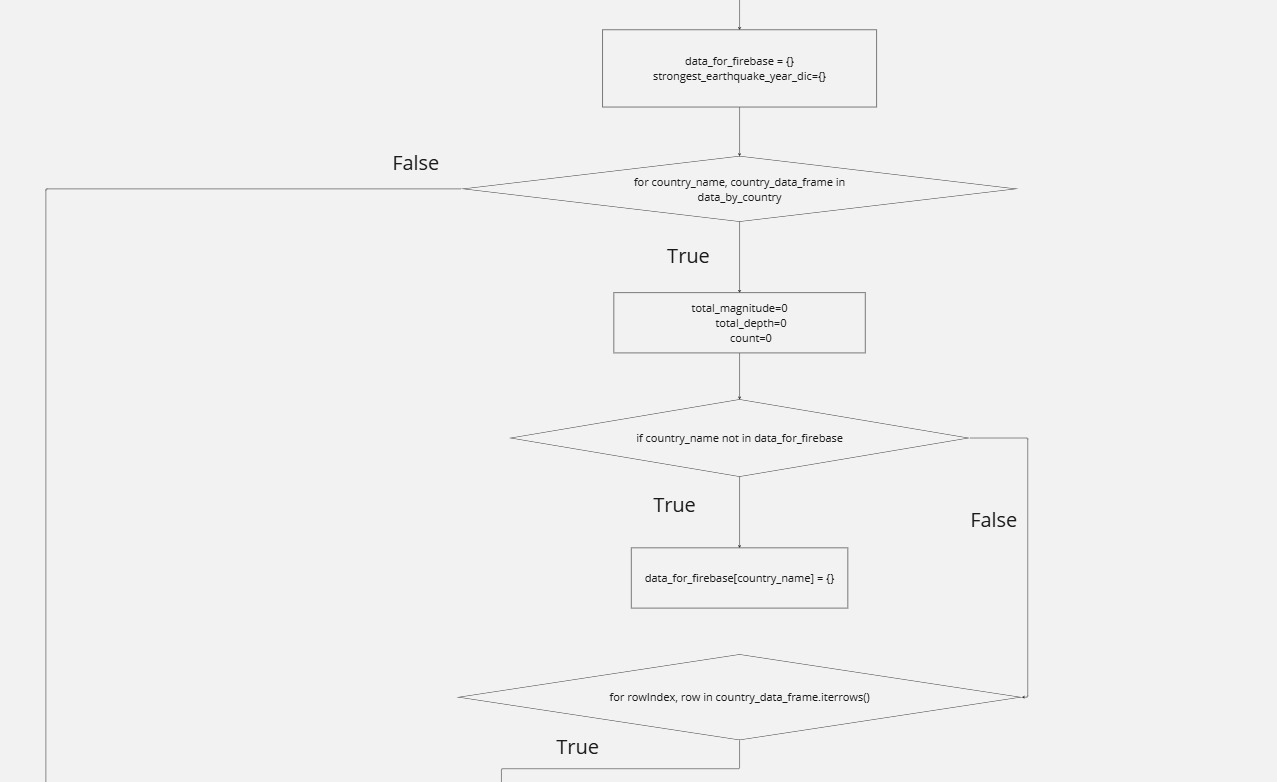 data_for_firebase = {}
strongest_earthquake_year_dic={}
False
for country_name, country_data_frame in
data_by_country
True
total_magnitude=0
total_depth=0
count=0
if country_name not in data_for_firebase
True
False
data_for_firebase[country_name] = {}
for rowIndex, row in country_data_frame.iterrows()
True